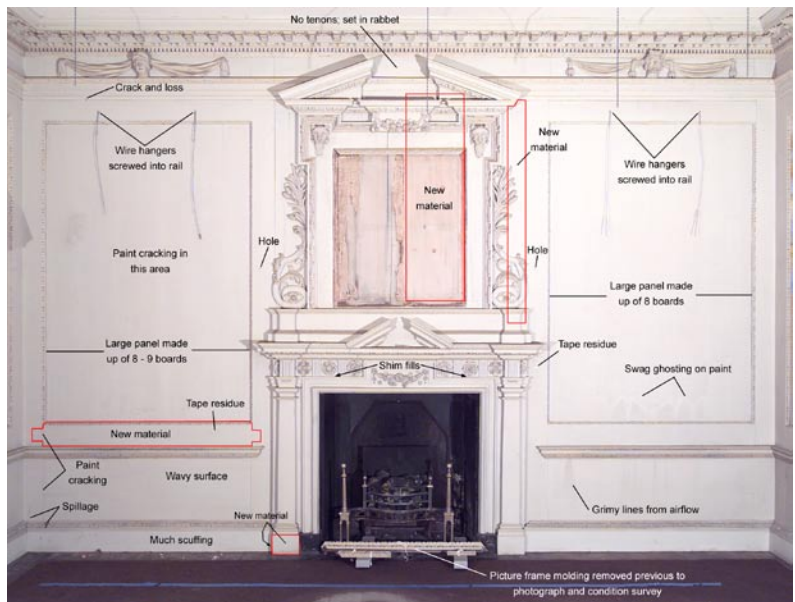 No tenons; set in rabbet
Crack and loss
Wire hangers
screwed into rail
New
material
Wire hangers
screwed into rail
New
material
Hole
Hole
Paint cracking in
this area
Large panel made
up of 8 boards
Large panel made
up of 8 - 9 boards
Tape residue
Shim fills
Swag ghosting on paint
Tape residue
New material
Paint
cracking
Wavy surface
Spillage
Grimy lines from airflow
New material
Much scuffing
Picture frame molding removed previous to
photograph and condition survey